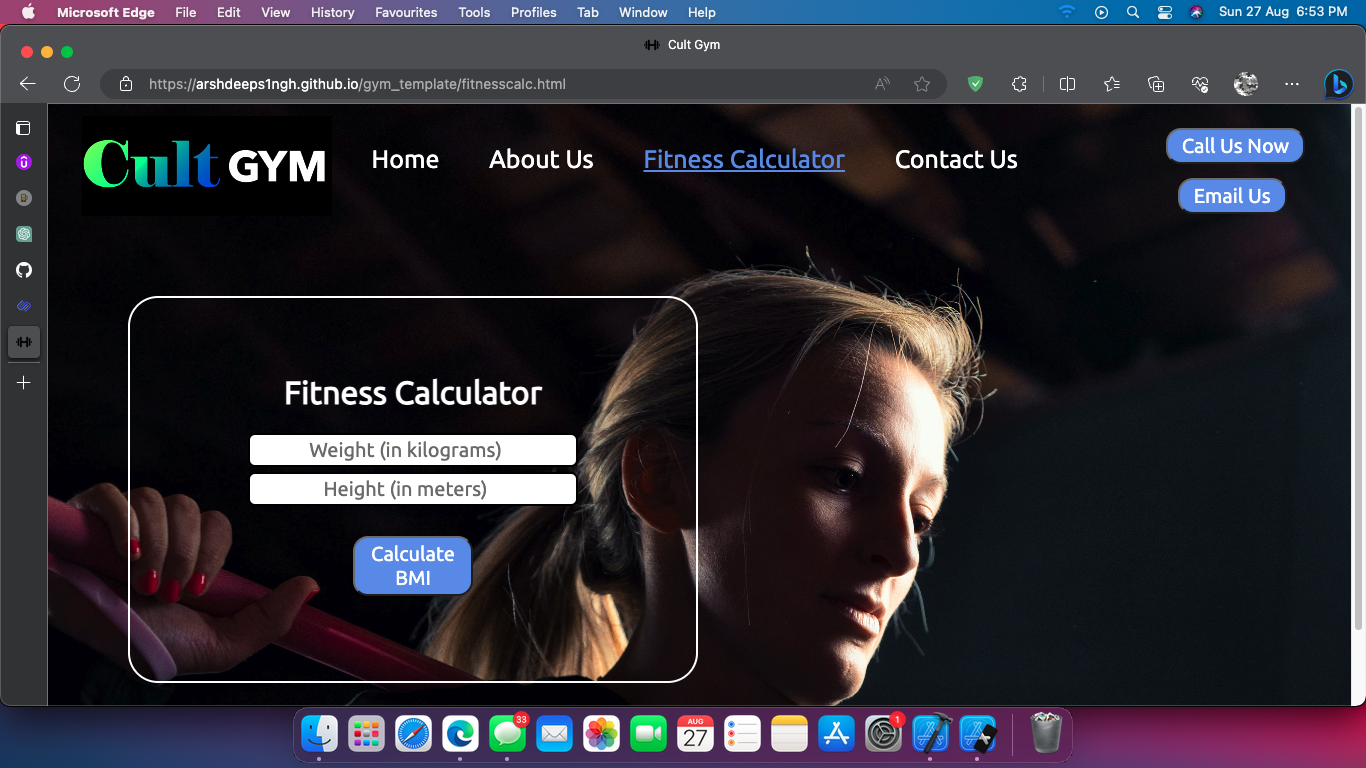 Microsoft Edge File Edit View History Favourites Tools Profiles Tab Window Help Sun 27 Aug 6:53 PM
Cult Gym
https://arshdeeps1ngh.github.io/gym_template/fitnesscalc.html
Cult GYM
Home About Us Fitness Calculator Contact Us
Call Us Now
Email Us
Fitness Calculator
Weight (in kilograms)
Height (in meters)
Calculate
BMI
33
AUG
27
1